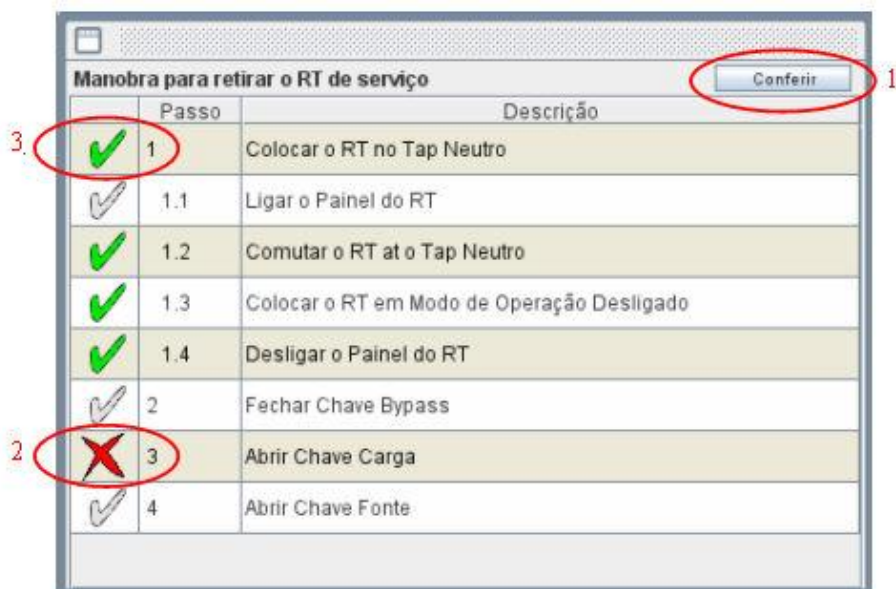 Manobra para retirar o RT de serviço Conferir 1
Passo Descrição
3. 1 Colocar o RT no Tap Neutro
1.1 Ligar o Painel do RT
1.2 Comutar o RT at o Tap Neutro
1.3 Colocar o RT em Modo de Operação Desligado
1.4 Desligar o Painel do RT
2 Fechar Chave Bypass
2 3 Abrir Chave Carga
4 Abrir Chave Fonte